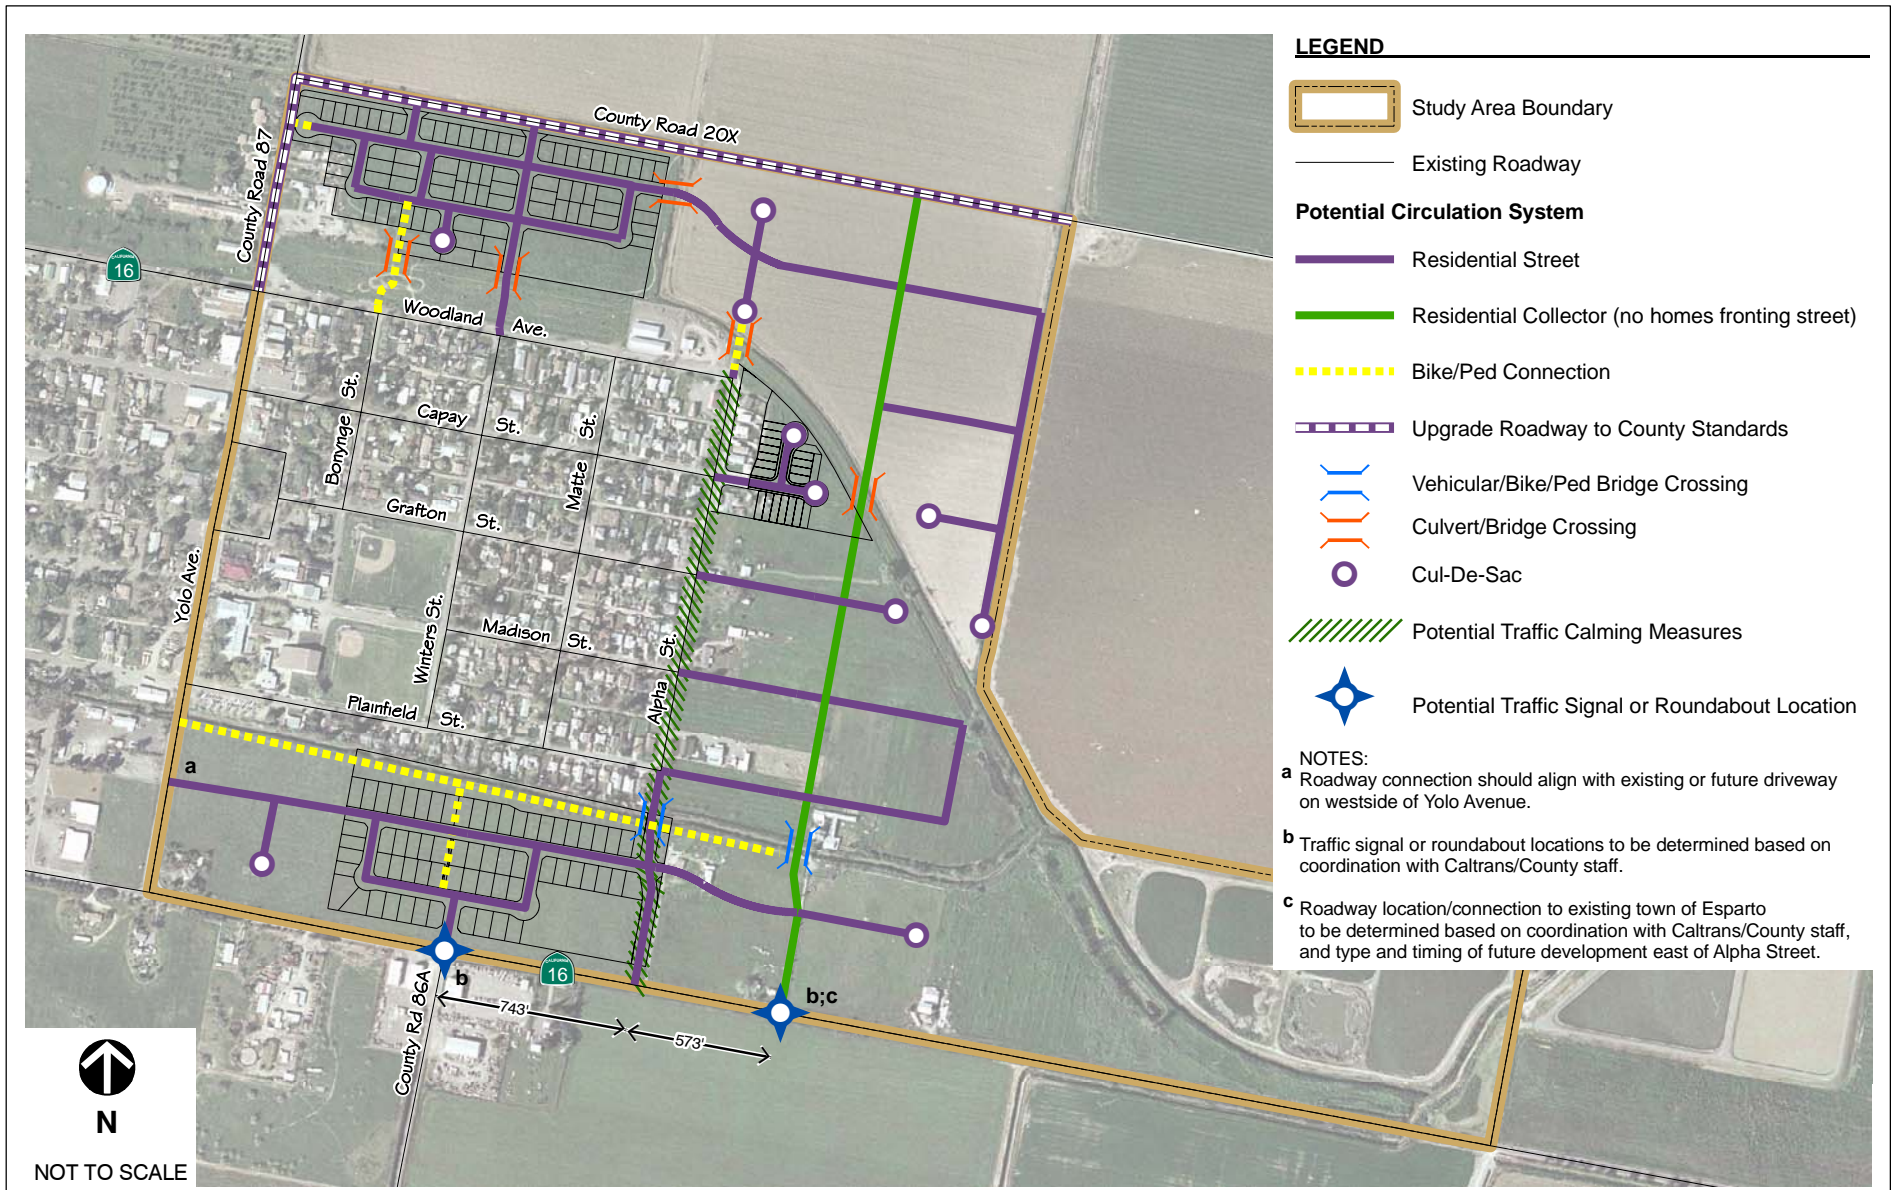 LEGEND
Study Area Boundary
Existing Roadway
Potential Circulation System
Residential Street
Residential Collector (no homes fronting street)
Bike/Ped Connection
Upgrade Roadway to County Standards
Vehicular/Bike/Ped Bridge Crossing
Culvert/Bridge Crossing
Cul-De-Sac
Potential Traffic Calming Measures
Potential Traffic Signal or Roundabout Location
NOTES:
a Roadway connection should align with existing or future driveway
on westside of Yolo Avenue.
b Traffic signal or roundabout locations to be determined based on
coordination with Caltrans/County staff.
c Roadway location/connection to existing town of Esparto
to be determined based on coordination with Caltrans/County staff,
and type and timing of future development east of Alpha Street.
County Road 20X
County Road 87
CALIFORNIA
16
Woodland Ave.
Bonynge St.
Capay St.
Matte St.
Grafton St.
Yolo Ave.
Winters St.
Madison St.
Alpha St.
Plainfield St.
a
b
CALIFORNIA
16
b;c
743'
573'
County Rd 86A
N
NOT TO SCALE